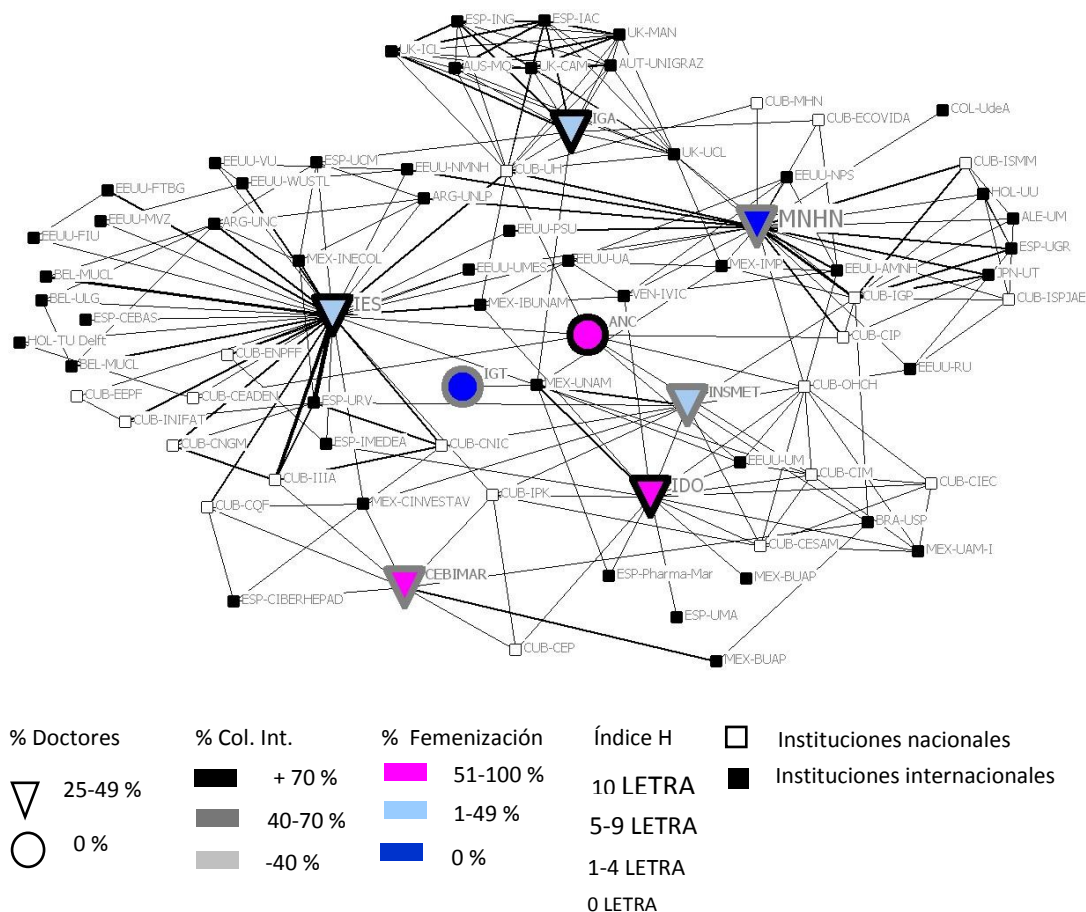 ESP-ING
ESP-IAC
UK-MAN
UK-ICL
AUS-MQ
UK-CAM
AUT-UNIGRAZ
CUB-MHN
COL-UdeA
IGA
CUB-ECOVIDA
UK-UCL
EEUU-VU
ESP-UCM
EEUU-NMNH
CUB-UH
CUB-ISMM
EEUU-WUSTL
EEUU-NPS
EEUU-FTBG
ARG-UNLP
HOL-UU
EEUU-MVZ
ARG-UNC
EEUU-PSU
MNHN
ALE-UM
EEUU-FIU
ESP-UGR
MEX-INECOL
EEUU-UA
MEX-IMP
BEL-MUCL
EEUU-UMES
EEUU-AMNH
JPN-UT
BEL-ULG
MEX-IBUNAM
VEN-IVIC
CUB-IGP
CUB-ISPJAE
IES
ESP-CEBAS
ANC
HOL-TU Delft
CUB-CIP
CUB-ENPFF
BEL-MUCL
EEUU-RU
IGT
MEX-UNAM
CUB-OHCH
CUB-EEPF
CUB-CEADEN
ESP-URV
INSMET
CUB-INIFAT
CUB-CNGM
ESP-IMEDEA
CUB-CNIC
EEUU-UM
CUB-IIIA
CUB-CIM
CUB-CIEC
IDO
CUB-CQF
MEX-CINVESTAV
CUB-IPK
BRA-USP
CUB-CESAM
MEX-UAM-I
CEBIMAR
ESP-Pharma-Mar
MEX-BUAP
ESP-CIBERHEPAD
ESP-UMA
CUB-CEP
MEX-BUAP
% Doctores
25-49 %
0 %
% Col. Int.
+ 70 %
40-70 %
-40 %
% Femenización
51-100 %
1-49 %
0 %
Índice H
10 LETRA
5-9 LETRA
1-4 LETRA
0 LETRA
Instituciones nacionales
Instituciones internacionales